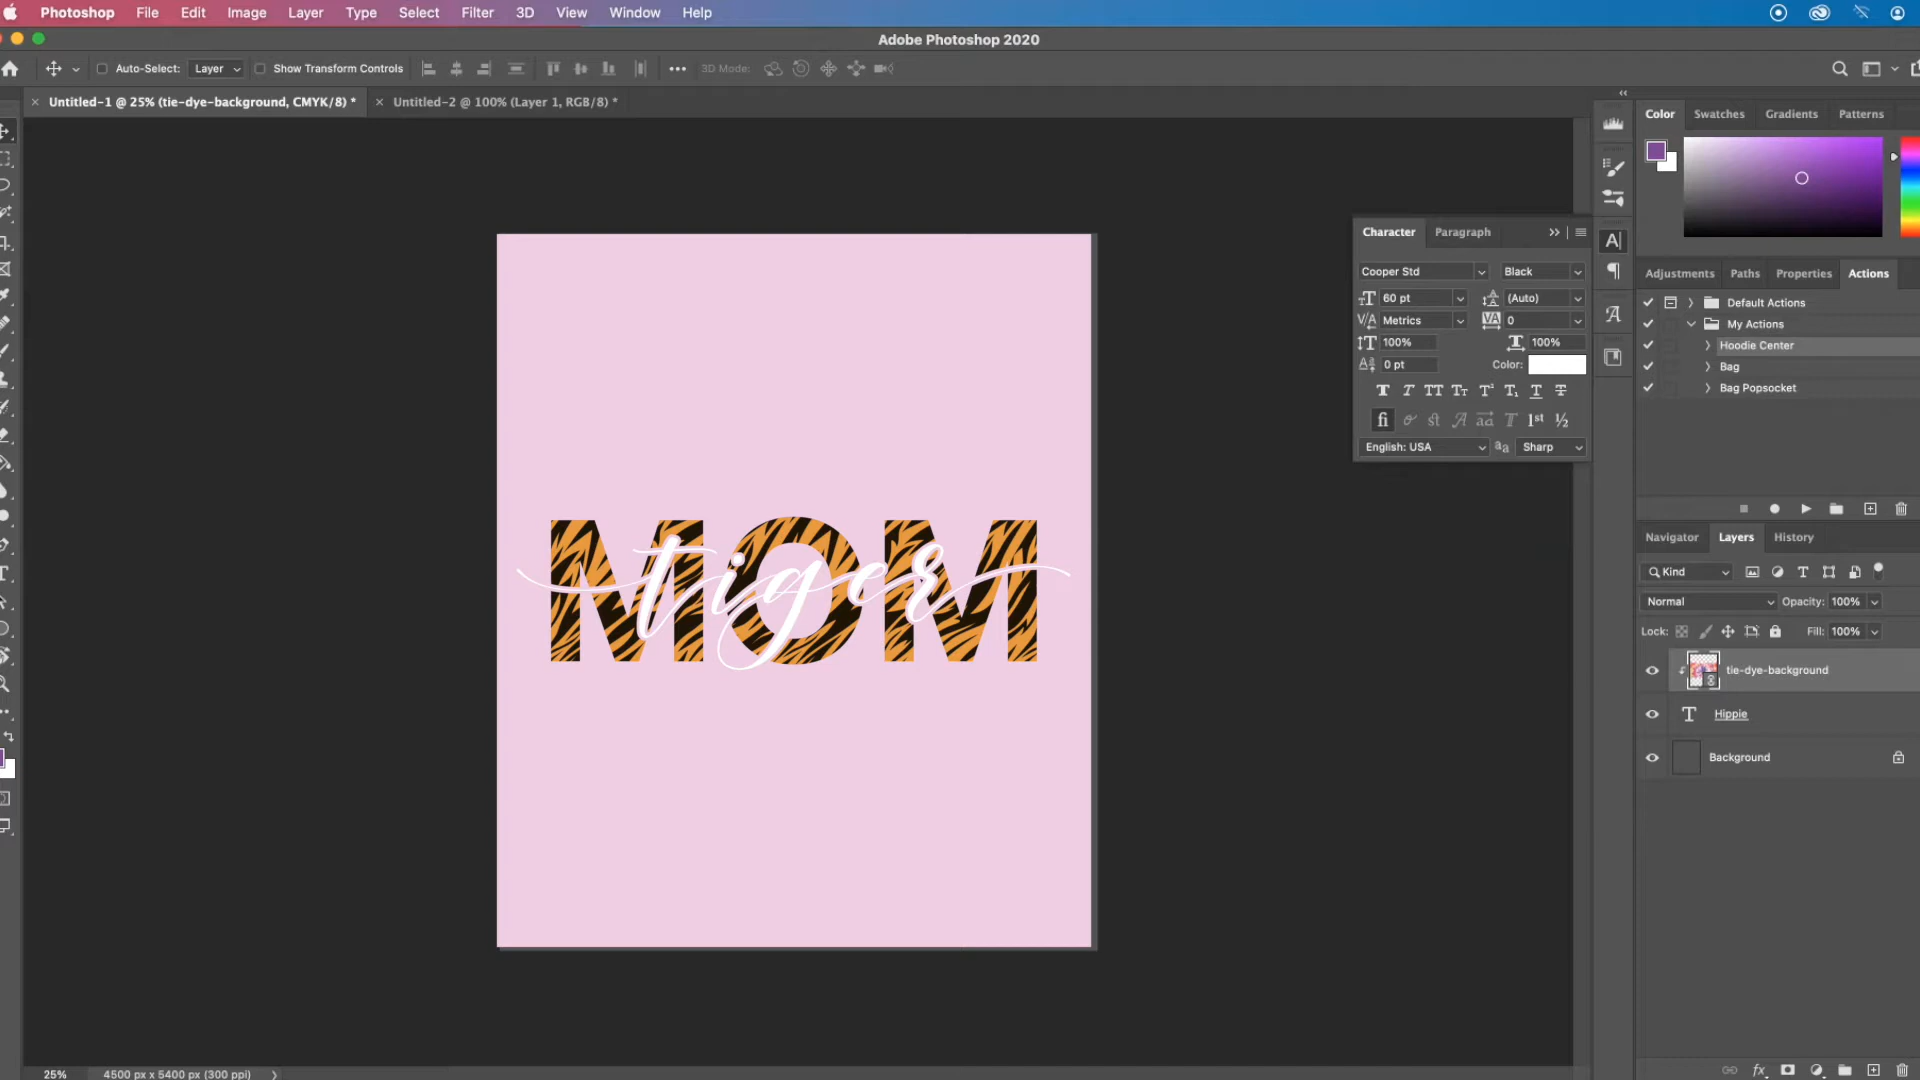 Photoshop File Edit Image Layer Type Select Filter 3D View Window Help
Adobe Photoshop 2020
Auto-Select: Layer Show Transform Controls 3D Mode:
× Untitled-1 @ 25% (tie-dye-background, CMYK/8) * × Untitled-2 @ 100% (Layer 1, RGB/8) *
Color Swatches Gradients Patterns
Character Paragraph
Cooper Std Black
60 pt (Auto)
Metrics 0
100% 100%
0 pt Color:
English: USA Sharp
Adjustments Paths Properties Actions
Default Actions
My Actions
Hoodie Center
Bag
Bag Popsocket
MOM
tiger
Navigator Layers History
Kind
Normal Opacity: 100%
Lock: Fill: 100%
tie-dye-background
Hippie
Background
25% 4500 px x 5400 px (300 ppi)